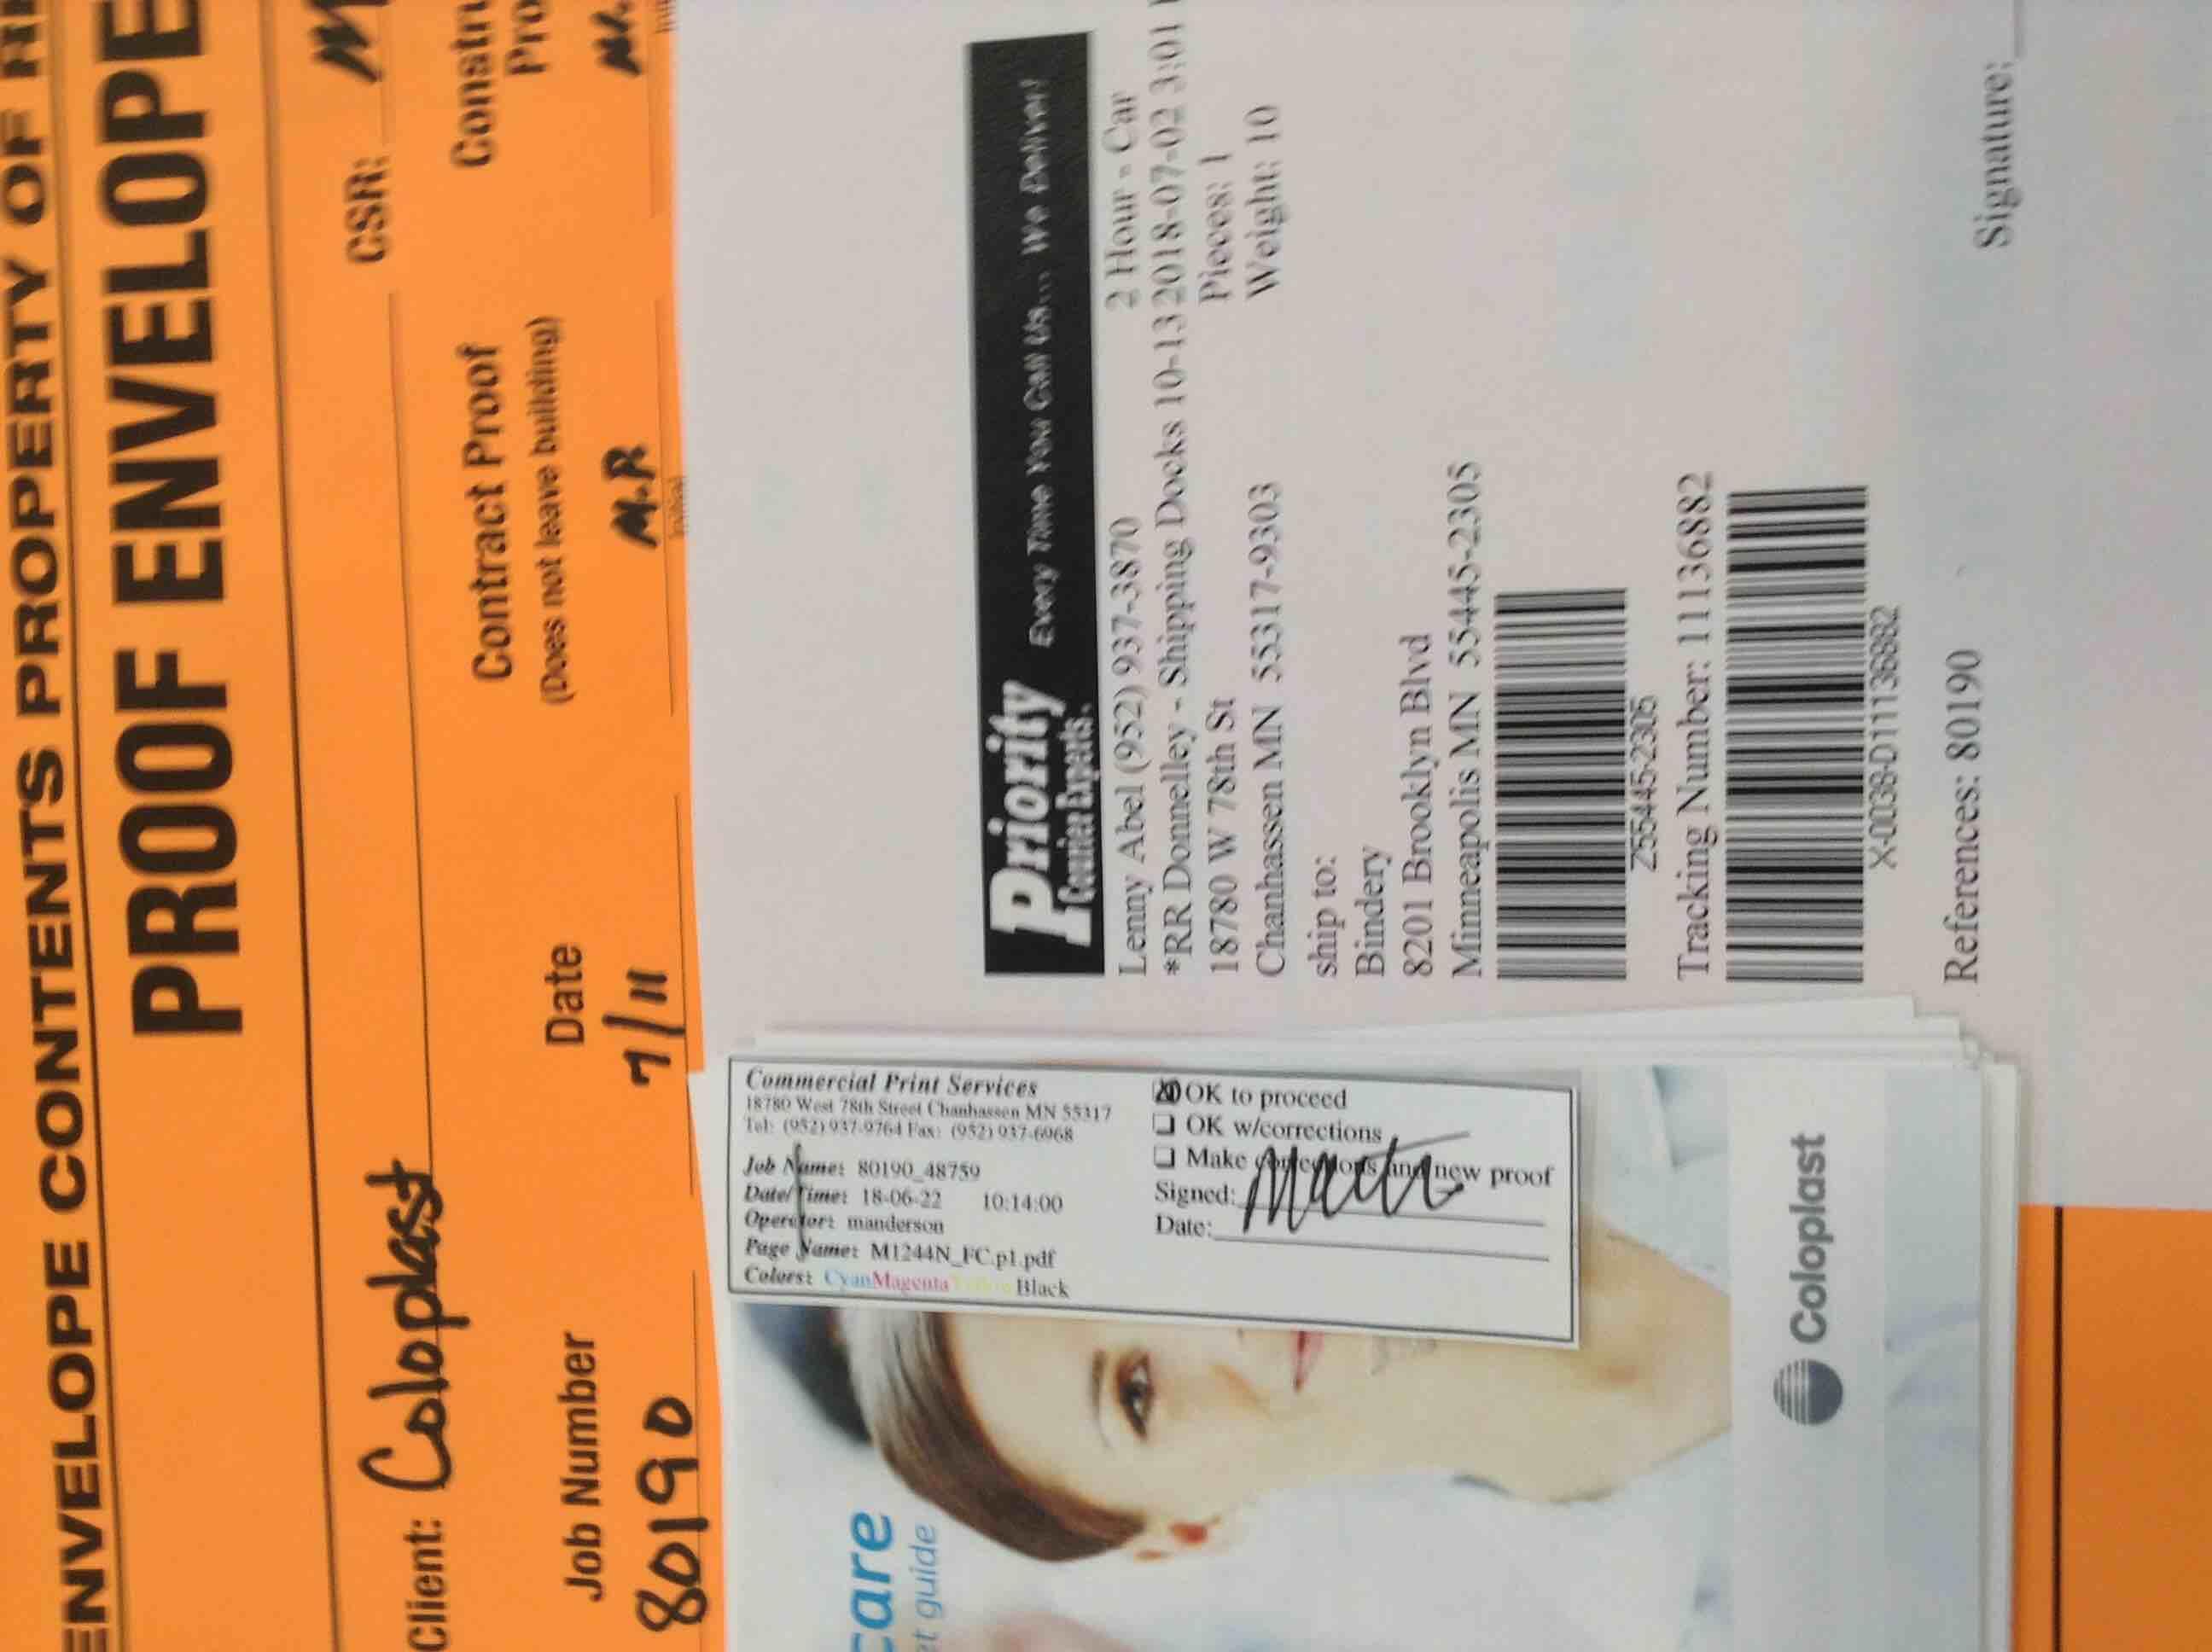 ENVELOPE CONTENTS PROPERTY OF
PROOF ENVELOPE
Client: Coloplast CSR: M
Job Number Date Contract Proof Constru
(Does not leave building) Pro
80190 7/11 M.R M.
Priority Every Time You Call Us... We Deliver!
Courier Experts.
Lenny Abel (952) 937-3870 2 Hour - Car
*RR Donnelley - Shipping Docks 10-13 2018-07-02 3:01
18780 W 78th St Pieces: 1
Chanhassen MN 55317-9303 Weight: 10
ship to:
Bindery
8201 Brooklyn Blvd
Minneapolis MN 55445-2305
Z55445-2305
Tracking Number: 11136882
X-0038-D11136882
References: 80190 Signature:
Commercial Print Services
18780 West 78th Street Chanhassen MN 55317
Tel: (952) 937-9764 Fax: (952) 937-6968
Job Name: 80190_48759
Date/Time: 18-06-22 10:14:00
Operator: manderson
Page Name: M1244N_FC.p1.pdf
Colors: CyanMagentaYellowBlack
OK to proceed
OK w/corrections
Make corrections and new proof
Signed:
Date:
care
et guide
Coloplast